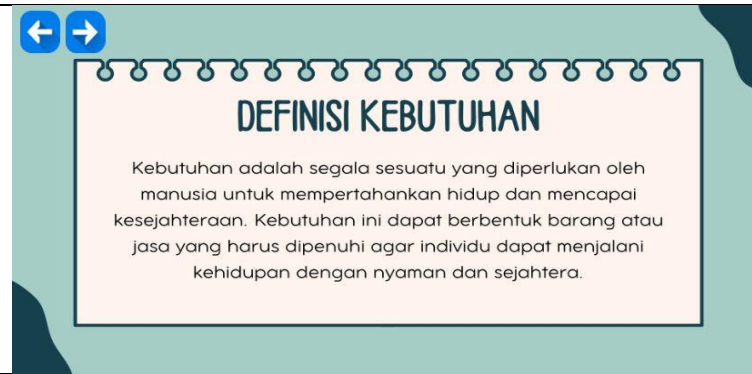 DEFINISI KEBUTUHAN
Kebutuhan adalah segala sesuatu yang diperlukan oleh
manusia untuk mempertahankan hidup dan mencapai
kesejahteraan. Kebutuhan ini dapat berbentuk barang atau
jasa yang harus dipenuhi agar individu dapat menjalani
kehidupan dengan nyaman dan sejahtera.